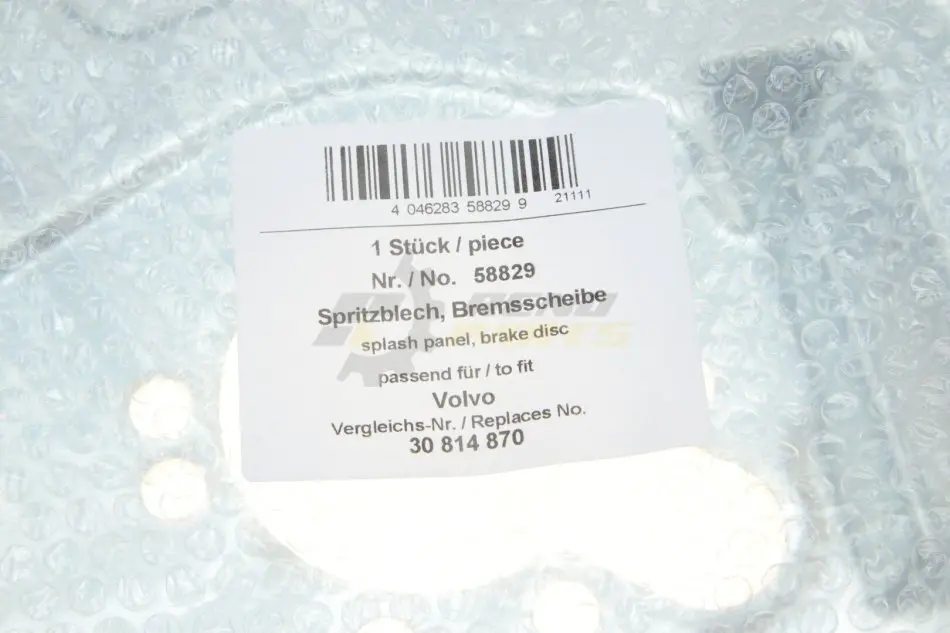 4 046283 58829 9 21111
1 Stück / piece
Nr. / No. 58829
Spritzblech, Bremsscheibe
splash panel, brake disc
passend für / to fit
Volvo
Vergleichs-Nr. / Replaces No.
30 814 870